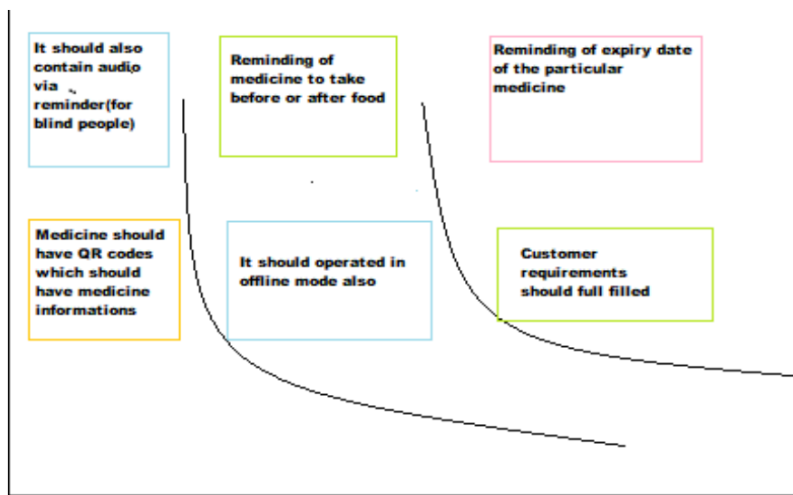 It should also
contain audio
via
reminder(for
blind people)
Reminding of
medicine to take
before or after food
Reminding of expiry date
of the particular
medicine
Medicine should
have QR codes
which should
have medicine
informations
It should operated in
offline mode also
Customer
requirements
should full filled